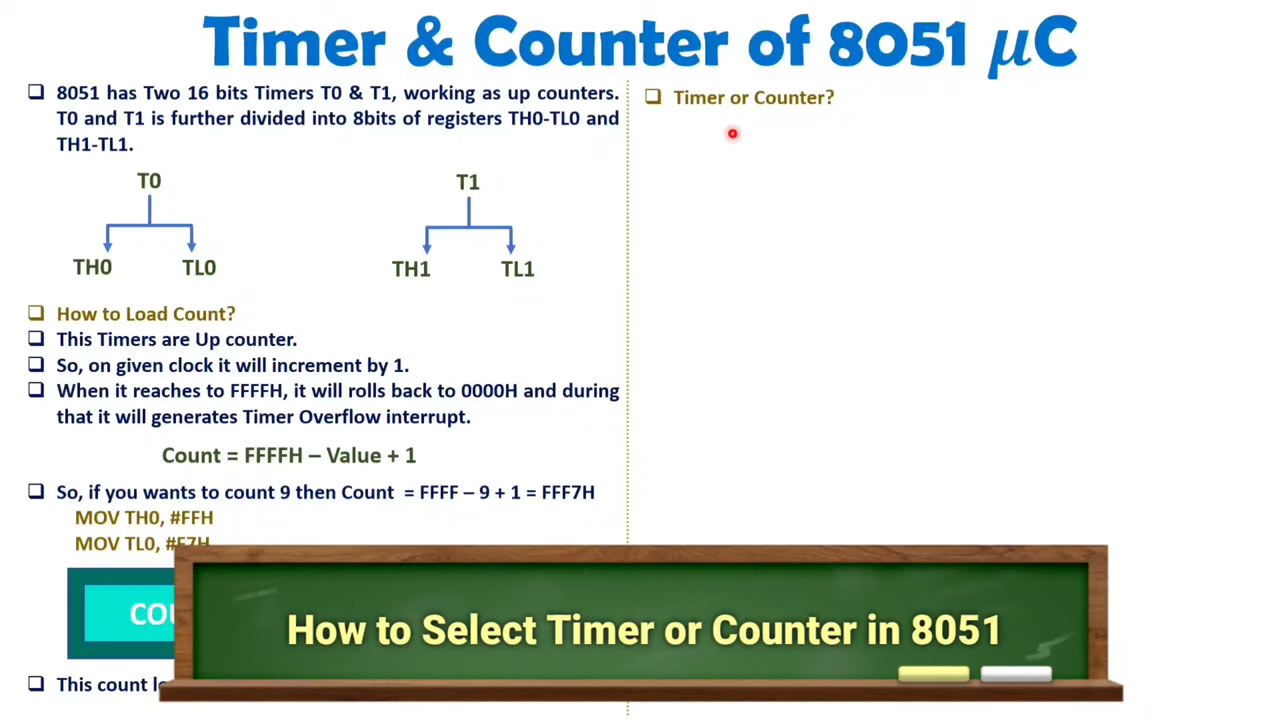 Timer & Counter of 8051 μC
❑ 8051 has Two 16 bits Timers T0 & T1, working as up counters.
T0 and T1 is further divided into 8bits of registers TH0-TL0 and
TH1-TL1.
T0
T1
TH0
TL0
TH1
TL1
❑ How to Load Count?
❑ This Timers are Up counter.
❑ So, on given clock it will increment by 1.
❑ When it reaches to FFFFH, it will rolls back to 0000H and during
that it will generates Timer Overflow interrupt.
Count = FFFFH – Value + 1
❑ So, if you wants to count 9 then Count = FFFF – 9 + 1 = FFF7H
MOV TH0, #FFH
MOV TL0, #F7H
❑ This count
❑ Timer or Counter?
How to Select Timer or Counter in 8051